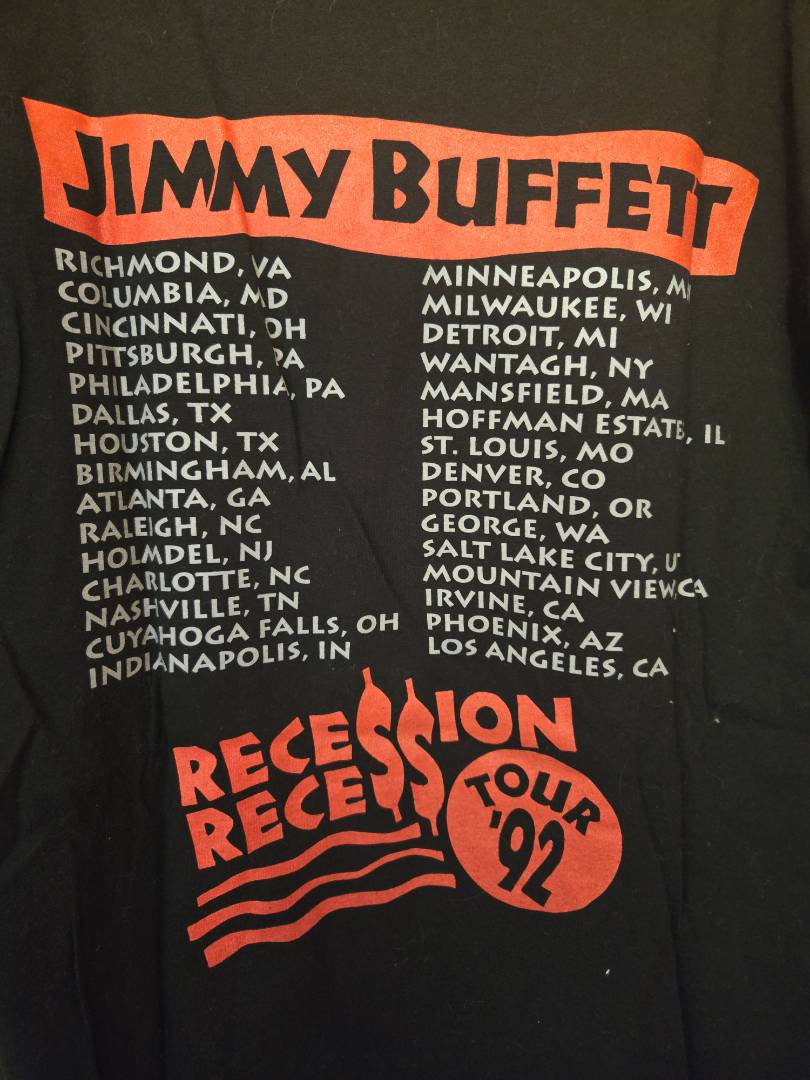 JIMMY BUFFETT
RICHMOND, VA
COLUMBIA, MD
CINCINNATI, OH
PITTSBURGH, PA
PHILADELPHIA, PA
DALLAS, TX
HOUSTON, TX
BIRMINGHAM, AL
ATLANTA, GA
RALEIGH, NC
HOLMDEL, NJ
CHARLOTTE, NC
NASHVILLE, TN
CUYAHOGA FALLS, OH
INDIANAPOLIS, IN
MINNEAPOLIS, MN
MILWAUKEE, WI
DETROIT, MI
WANTAGH, NY
MANSFIELD, MA
HOFFMAN ESTATES, IL
ST. LOUIS, MO
DENVER, CO
PORTLAND, OR
GEORGE, WA
SALT LAKE CITY, UT
MOUNTAIN VIEW, CA
IRVINE, CA
PHOENIX, AZ
LOS ANGELES, CA
RECE$$ION
RECE$$
TOUR
'92